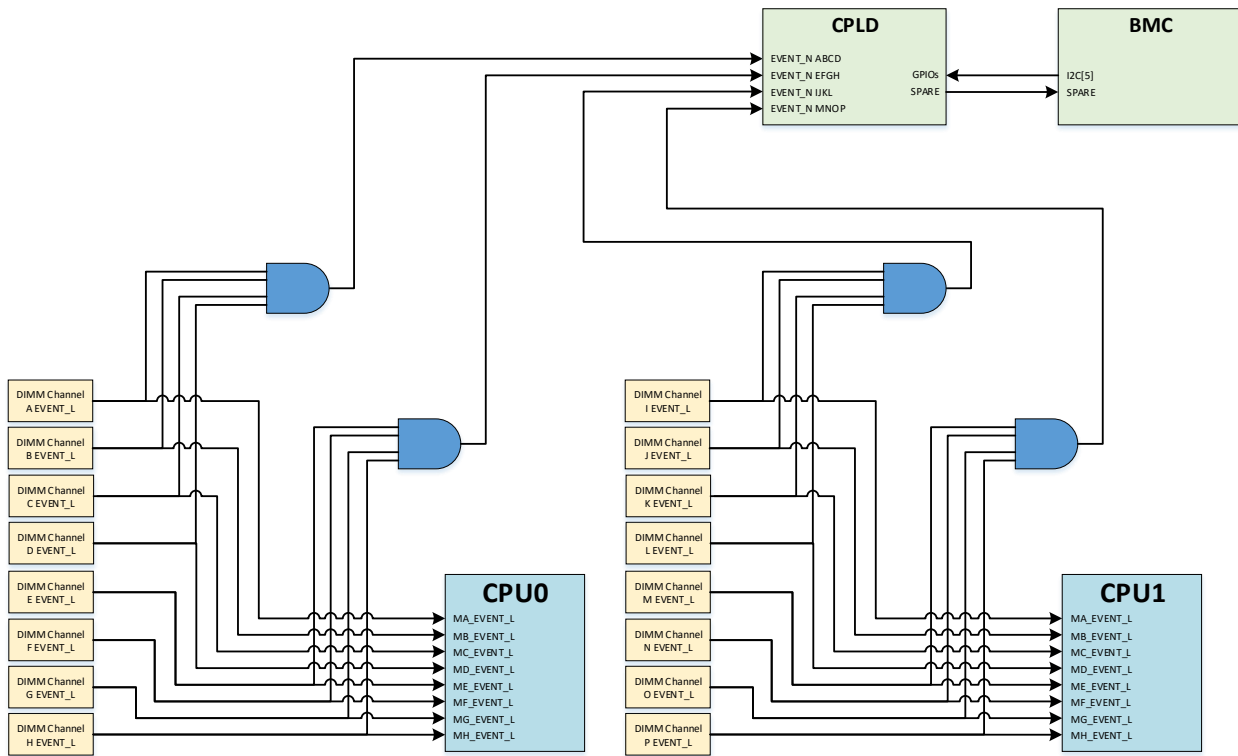 CPLD
EVENT_N ABCD
EVENT_N EFGH
EVENT_N IJKL
EVENT_N MNOP
GPIOs
SPARE
BMC
I2C[5]
SPARE
DIMM Channel
A EVENT_L
DIMM Channel
B EVENT_L
DIMM Channel
C EVENT_L
DIMM Channel
D EVENT_L
DIMM Channel
E EVENT_L
DIMM Channel
F EVENT_L
DIMM Channel
G EVENT_L
DIMM Channel
H EVENT_L
CPU0
MA_EVENT_L
MB_EVENT_L
MC_EVENT_L
MD_EVENT_L
ME_EVENT_L
MF_EVENT_L
MG_EVENT_L
MH_EVENT_L
DIMM Channel
I EVENT_L
DIMM Channel
J EVENT_L
DIMM Channel
K EVENT_L
DIMM Channel
L EVENT_L
DIMM Channel
M EVENT_L
DIMM Channel
N EVENT_L
DIMM Channel
O EVENT_L
DIMM Channel
P EVENT_L
CPU1
MA_EVENT_L
MB_EVENT_L
MC_EVENT_L
MD_EVENT_L
ME_EVENT_L
MF_EVENT_L
MG_EVENT_L
MH_EVENT_L